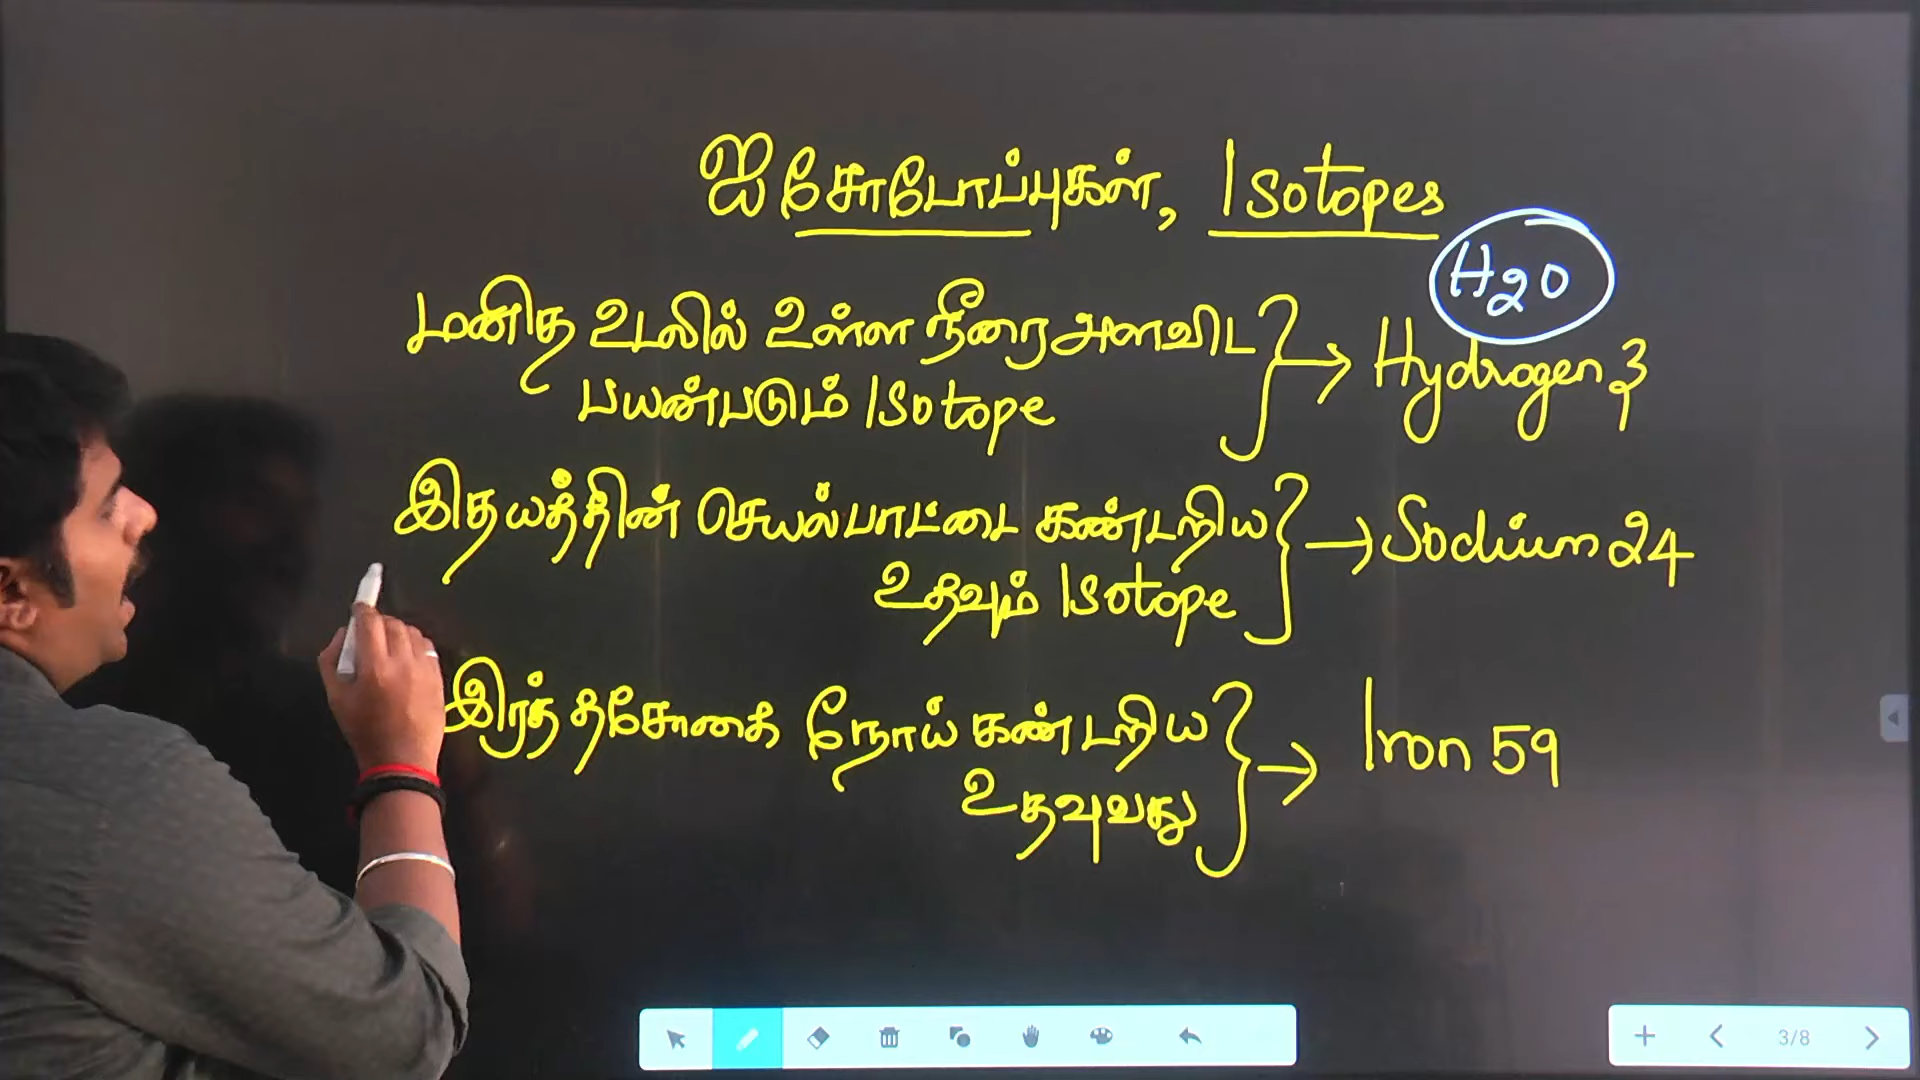 ஐசோடோப்புகள், Isotopes
H2O
மனித உடலில் உள்ள நீரை அளவிட
பயன்படும் Isotope
→ Hydrogen 3
இதயத்தின் செயல்பாட்டை கண்டறிய
உதவும் Isotope
→ Sodium 24
இரத்தசோகை நோய் கண்டறிய
உதவுவது
→ Iron 59
3/8